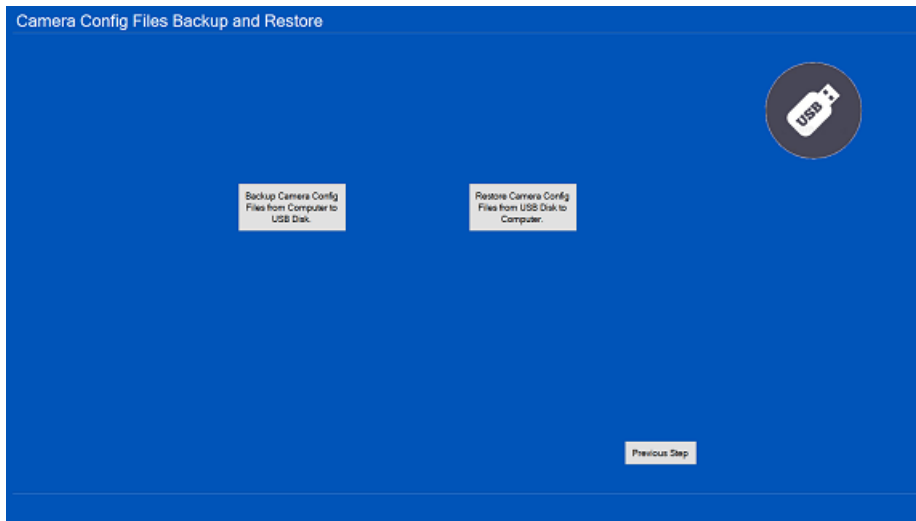 Camera Config Files Backup and Restore
USB
Backup Camera Config
Files from Computer to
USB Disk.
Restore Camera Config
Files from USB Disk to
Computer.
Previous Step